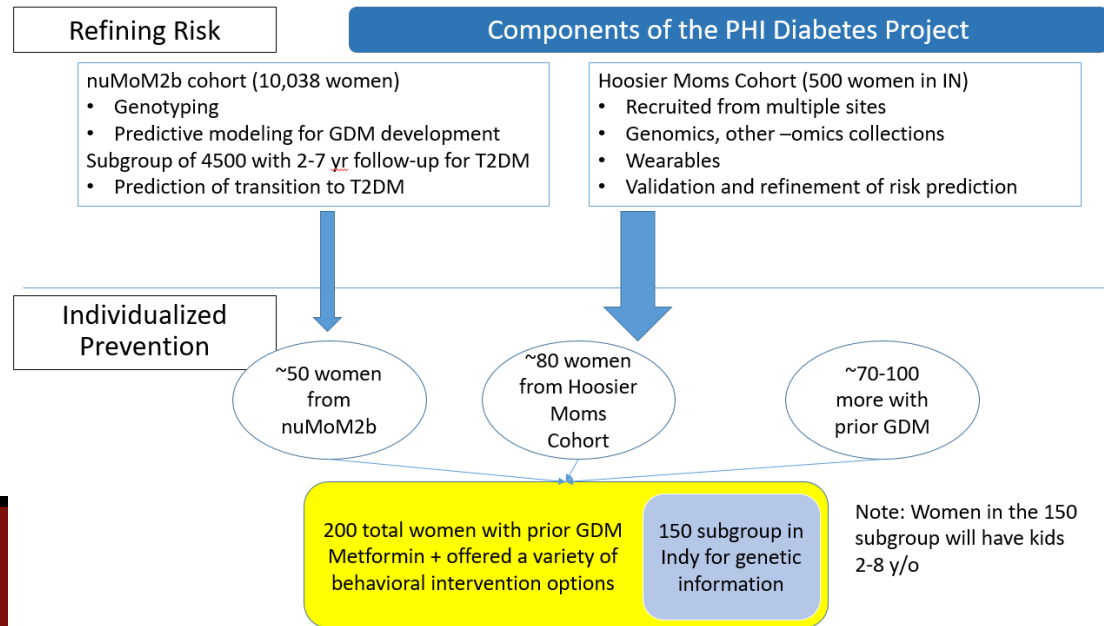 Refining Risk
Components of the PHI Diabetes Project
nuMoM2b cohort (10,038 women)
• Genotyping
• Predictive modeling for GDM development
Subgroup of 4500 with 2-7 yr follow-up for T2DM
• Prediction of transition to T2DM
Hoosier Moms Cohort (500 women in IN)
• Recruited from multiple sites
• Genomics, other –omics collections
• Wearables
• Validation and refinement of risk prediction
Individualized
Prevention
~50 women
from
nuMoM2b
~80 women
from Hoosier
Moms
Cohort
~70-100
more with
prior GDM
200 total women with prior GDM
Metformin + offered a variety of
behavioral intervention options
150 subgroup in
Indy for genetic
information
Note: Women in the 150
subgroup will have kids
2-8 y/o